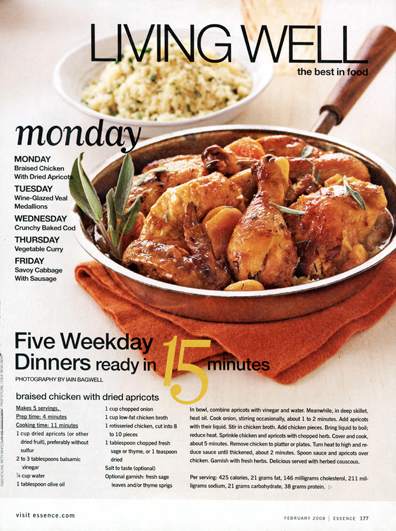 LIVING WELL
the best in food
monday
MONDAY
Braised Chicken
With Dried Apricots
TUESDAY
Wine-Glazed Veal
Medallions
WEDNESDAY
Crunchy Baked Cod
THURSDAY
Vegetable Curry
FRIDAY
Savoy Cabbage
With Sausage
Five Weekday
Dinners ready in 15 minutes
PHOTOGRAPHY BY IAIN BAGWELL
braised chicken with dried apricots
Makes 5 servings.
Prep time: 4 minutes
Cooking time: 11 minutes
1 cup dried apricots (or other
dried fruit), preferably without
sulfur
2 to 3 tablespoons balsamic
vinegar
cup water
1 tablespoon olive oil
1 cup chopped onion
1 cup low-fat chicken broth
1 rotisseried chicken, cut into 8
to 10 pieces
1 tablespoon chopped fresh
sage or thyme, or 1 teaspoon
dried
Salt to taste (optional)
Optional garnish: fresh sage
leaves and/or thyme sprigs
In bowl, combine apricots with vinegar and water. Meanwhile, in deep skillet,
heat oil. Cook onion, stirring occasionally, about 1 to 2 minutes. Add apricots
with their liquid. Stir in chicken broth. Add chicken pieces. Bring liquid to boil;
reduce heat. Sprinkle chicken and apricots with chopped herb. Cover and cook,
about 5 minutes. Remove chicken to platter or plates. Turn heat to high and re-
duce sauce until thickened, about 2 minutes. Spoon sauce and apricots over
chicken. Garnish with fresh herbs. Delicious served with herbed couscous.
Per serving: 425 calories, 21 grams fat, 146 milligrams cholesterol, 211 mil-
ligrams sodium, 21 grams carbohydrate, 38 grams protein. ▷
visit essence.com
FEBRUARY 2008 | ESSENCE 177